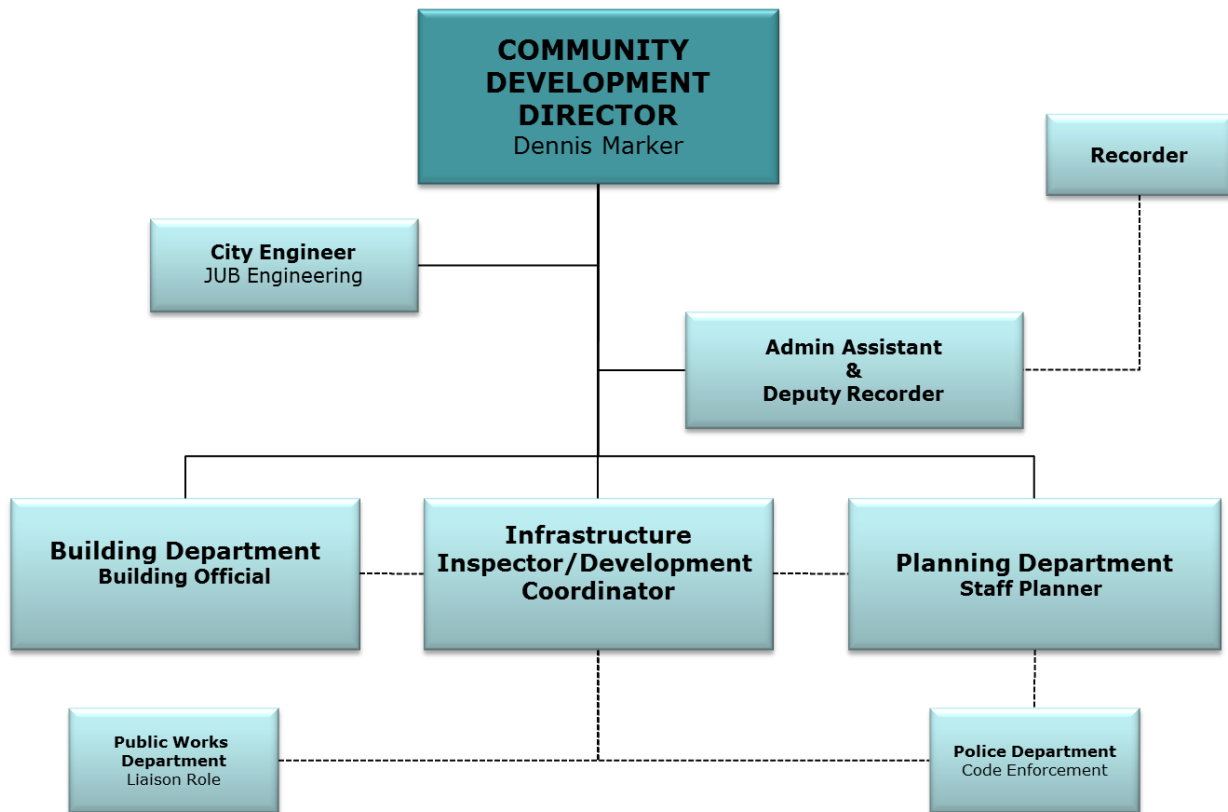 COMMUNITY
DEVELOPMENT
DIRECTOR
Dennis Marker
Recorder
City Engineer
JUB Engineering
Admin Assistant
&
Deputy Recorder
Building Department
Building Official
Infrastructure
Inspector/Development
Coordinator
Planning Department
Staff Planner
Public Works
Department
Liaison Role
Police Department
Code Enforcement